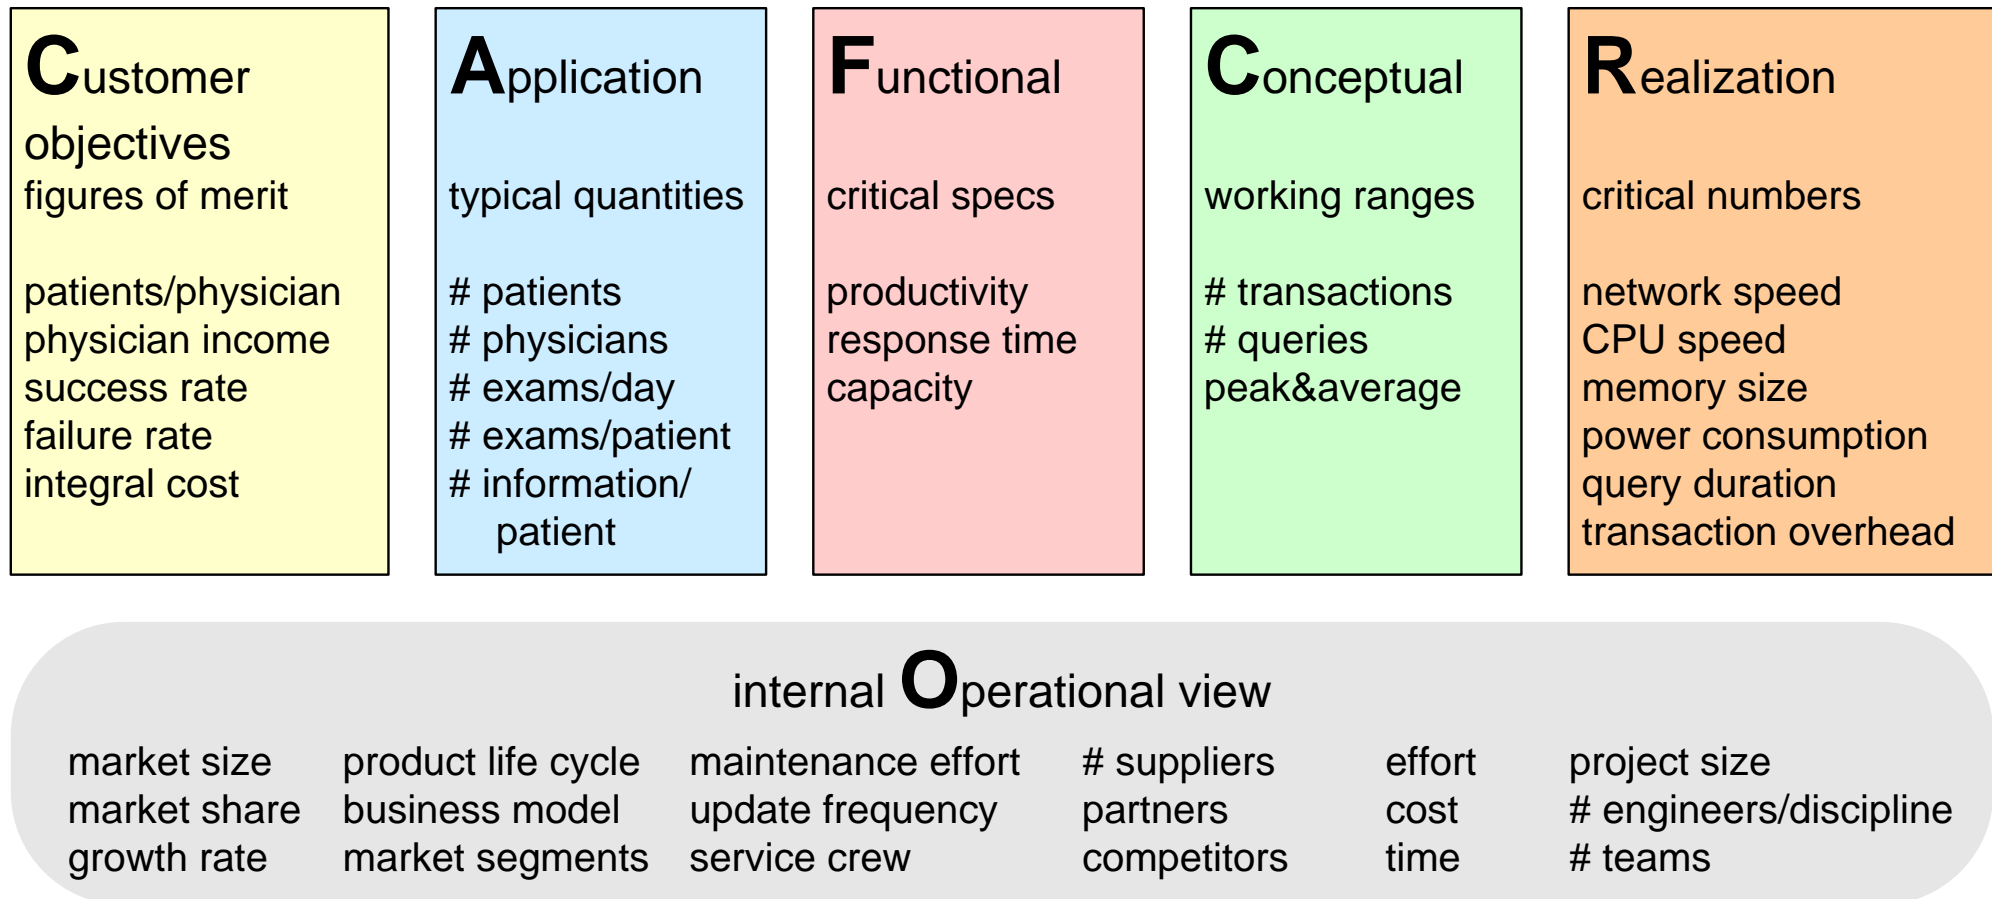 Customer
objectives
figures of merit
patients/physician
physician income
success rate
failure rate
integral cost
Application
typical quantities
# patients
# physicians
# exams/day
# exams/patient
# information/
patient
Functional
critical specs
productivity
response time
capacity
Conceptual
working ranges
# transactions
# queries
peak&average
Realization
critical numbers
network speed
CPU speed
memory size
power consumption
query duration
transaction overhead
internal Operational view
market size
market share
growth rate
product life cycle
business model
market segments
maintenance effort
update frequency
service crew
# suppliers
partners
competitors
effort
cost
time
project size
# engineers/discipline
# teams